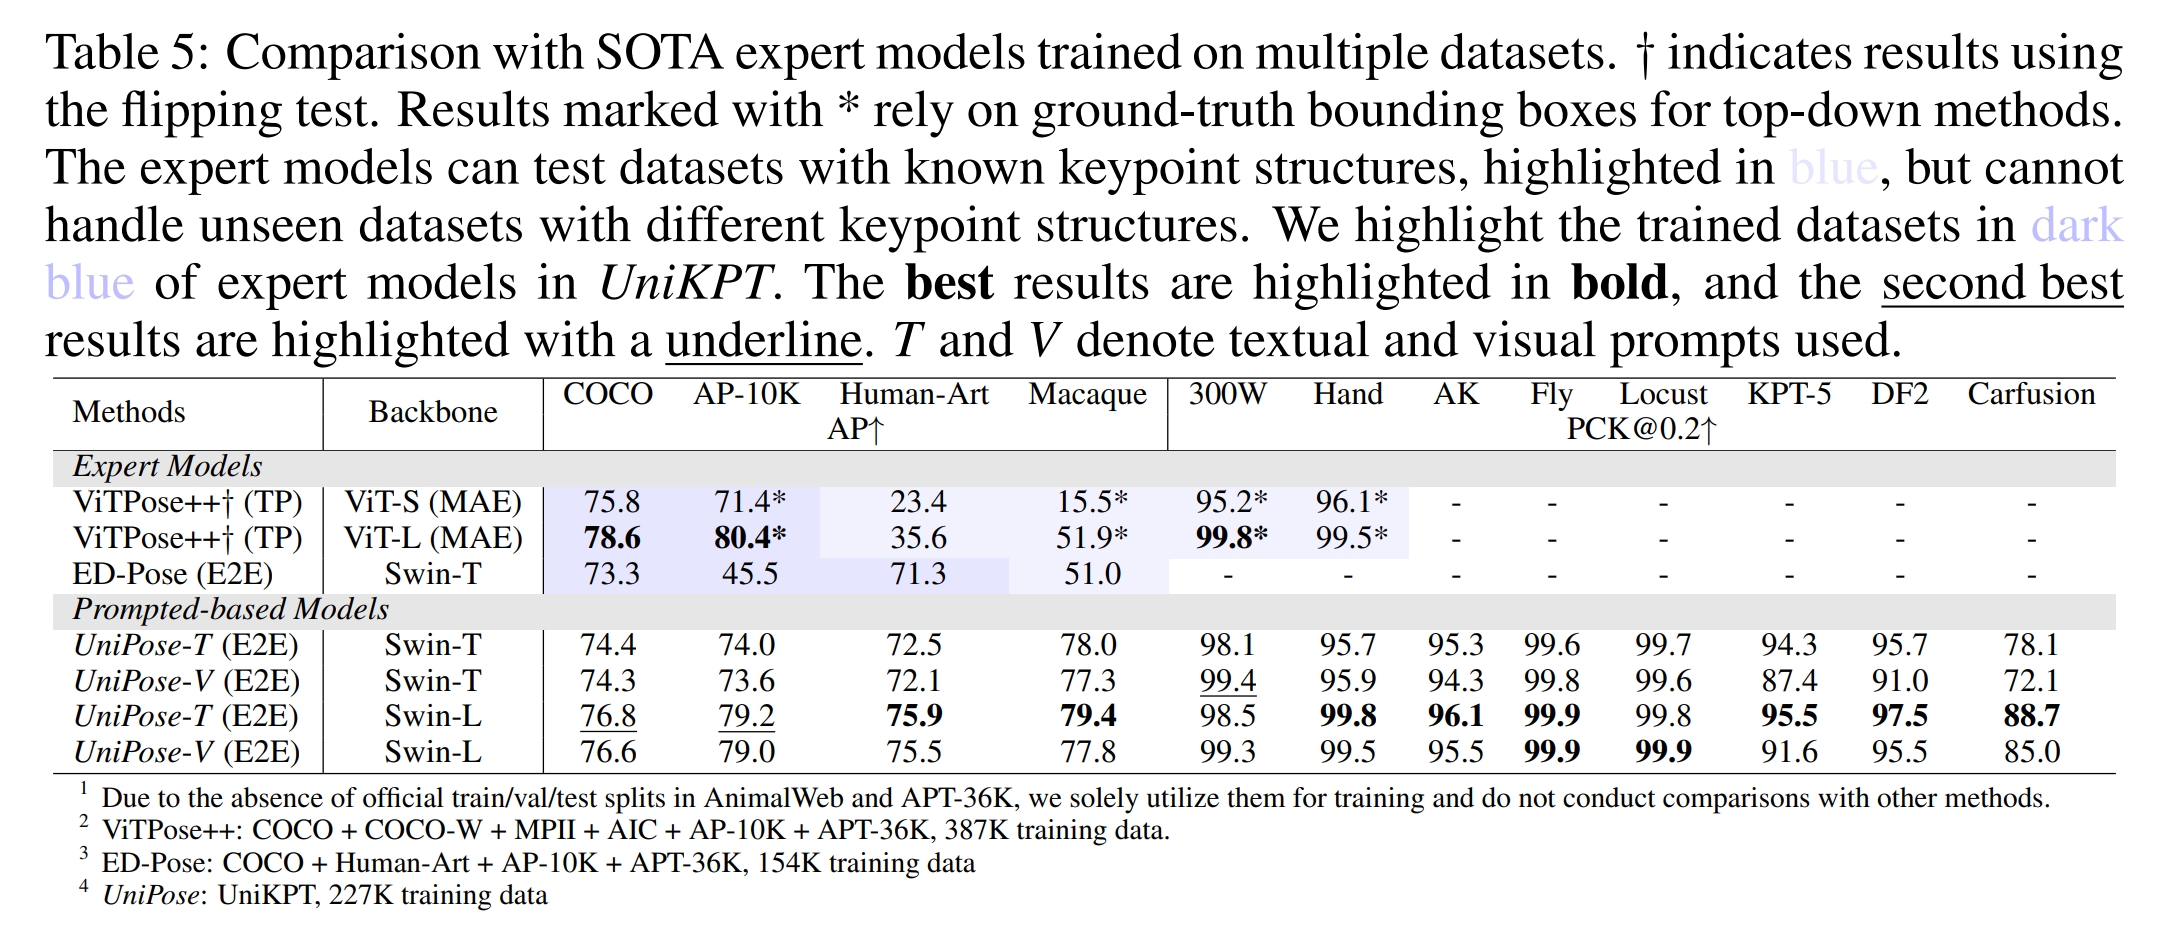 Table 5: Comparison with SOTA expert models trained on multiple datasets. † indicates results using
the flipping test. Results marked with * rely on ground-truth bounding boxes for top-down methods.
The expert models can test datasets with known keypoint structures, highlighted in blue, but cannot
handle unseen datasets with different keypoint structures. We highlight the trained datasets in dark
blue of expert models in UniKPT. The best results are highlighted in bold, and the second best
results are highlighted with a underline. T and V denote textual and visual prompts used.
Methods Backbone COCO AP-10K Human-Art Macaque 300W Hand AK Fly Locust KPT-5 DF2 Carfusion
AP↑ PCK@0.2↑
Expert Models
ViTPose++† (TP) ViT-S (MAE) 75.8 71.4* 23.4 15.5* 95.2* 96.1* - - - - - -
ViTPose++† (TP) ViT-L (MAE) 78.6 80.4* 35.6 51.9* 99.8* 99.5* - - - - - -
ED-Pose (E2E) Swin-T 73.3 45.5 71.3 51.0 - - - - - - - -
Prompted-based Models
UniPose-T (E2E) Swin-T 74.4 74.0 72.5 78.0 98.1 95.7 95.3 99.6 99.7 94.3 95.7 78.1
UniPose-V (E2E) Swin-T 74.3 73.6 72.1 77.3 99.4 95.9 94.3 99.8 99.6 87.4 91.0 72.1
UniPose-T (E2E) Swin-L 76.8 79.2 75.9 79.4 98.5 99.8 96.1 99.9 99.8 95.5 97.5 88.7
UniPose-V (E2E) Swin-L 76.6 79.0 75.5 77.8 99.3 99.5 95.5 99.9 99.9 91.6 95.5 85.0
1 Due to the absence of official train/val/test splits in AnimalWeb and APT-36K, we solely utilize them for training and do not conduct comparisons with other methods.
2 ViTPose++: COCO + COCO-W + MPII + AIC + AP-10K + APT-36K, 387K training data.
3 ED-Pose: COCO + Human-Art + AP-10K + APT-36K, 154K training data
4 UniPose: UniKPT, 227K training data